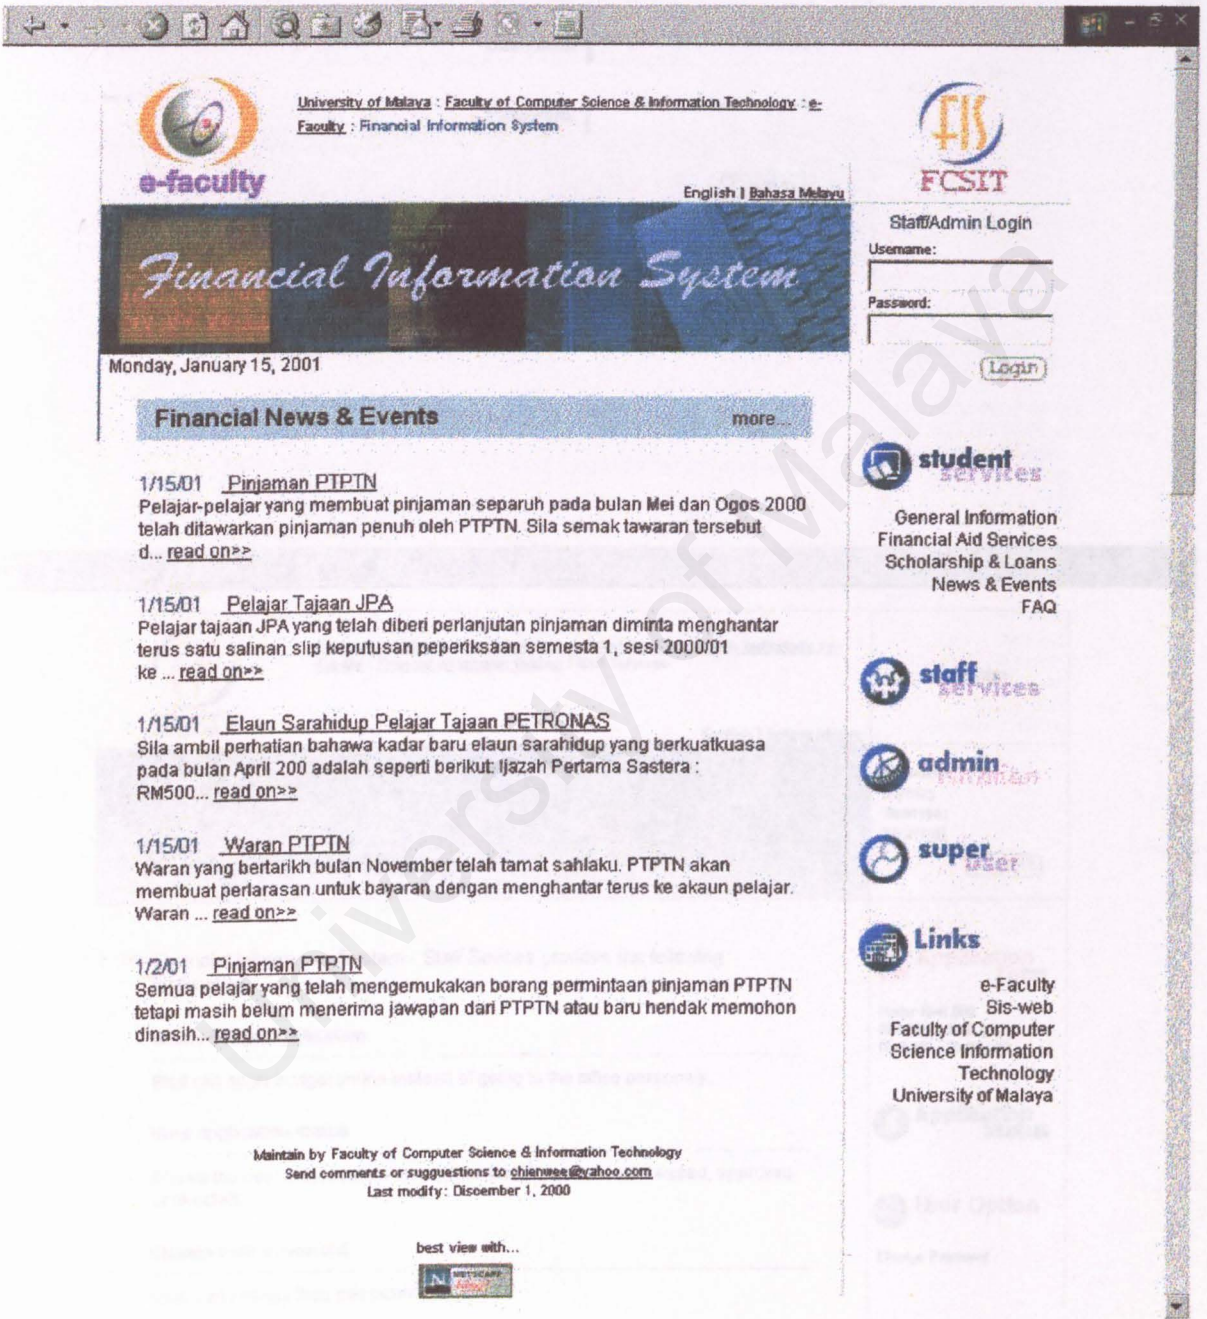 University of Malaya : Faculty of Computer Science & Information Technology : e-
Faculty : Financial Information System
e-faculty
FIS
FCSIT
English | Bahasa Melayu
Financial Information System
Staff/Admin Login
Username:
Password:
Login
Monday, January 15, 2001
Financial News & Events more...
1/15/01 Pinjaman PTPTN
Pelajar-pelajar yang membuat pinjaman separuh pada bulan Mei dan Ogos 2000
telah ditawarkan pinjaman penuh oleh PTPTN. Sila semak tawaran tersebut
d... read on>>
1/15/01 Pelajar Tajaan JPA
Pelajar tajaan JPA yang telah diberi perlanjutan pinjaman diminta menghantar
terus satu salinan slip keputusan peperiksaan semesta 1, sesi 2000/01
ke ... read on>>
1/15/01 Elaun Sarahidup Pelajar Tajaan PETRONAS
Sila ambil perhatian bahawa kadar baru elaun sarahidup yang berkuatkuasa
pada bulan April 200 adalah seperti berikut: Ijazah Pertama Sastera :
RM500... read on>>
1/15/01 Waran PTPTN
Waran yang bertarikh bulan November telah tamat sahlaku. PTPTN akan
membuat perlarasan untuk bayaran dengan menghantar terus ke akaun pelajar.
Waran ... read on>>
1/2/01 Pinjaman PTPTN
Semua pelajar yang telah mengemukakan borang permintaan pinjaman PTPTN
tetapi masih belum menerima jawapan dari PTPTN atau baru hendak memohon
dinasih... read on>>
student
services
General Information
Financial Aid Services
Scholarship & Loans
News & Events
FAQ
staff
services
admin
super
user
Links
e-Faculty
Sis-web
Faculty of Computer
Science Information
Technology
University of Malaya
Maintain by Faculty of Computer Science & Information Technology
Send comments or sugguestions to chienwee@yahoo.com
Last modify: Discember 1, 2000
best view with...
NETSCAPE
University of Malaya